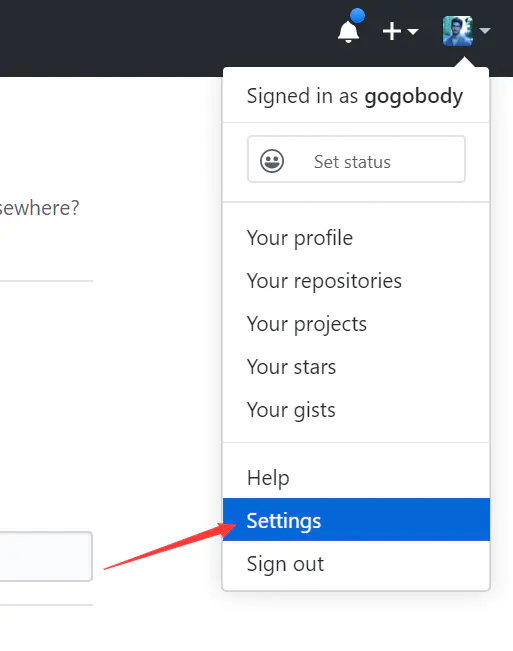 Signed in as gogobody
Set status
sewhere?
Your profile
Your repositories
Your projects
Your stars
Your gists
Help
Settings
Sign out